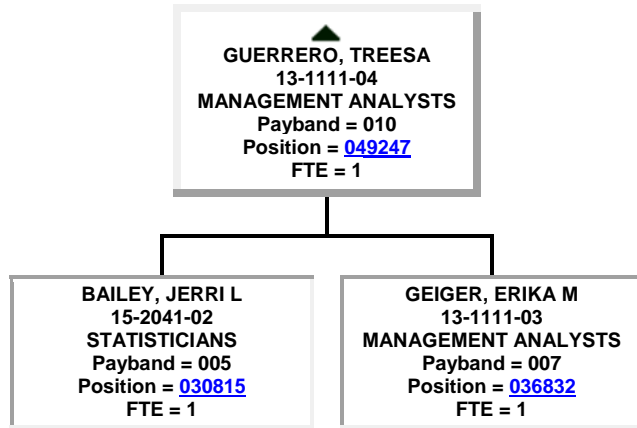 GUERRERO, TREESA
13-1111-04
MANAGEMENT ANALYSTS
Payband = 010
Position = 049247
FTE = 1
BAILEY, JERRI L
15-2041-02
STATISTICIANS
Payband = 005
Position = 030815
FTE = 1
GEIGER, ERIKA M
13-1111-03
MANAGEMENT ANALYSTS
Payband = 007
Position = 036832
FTE = 1